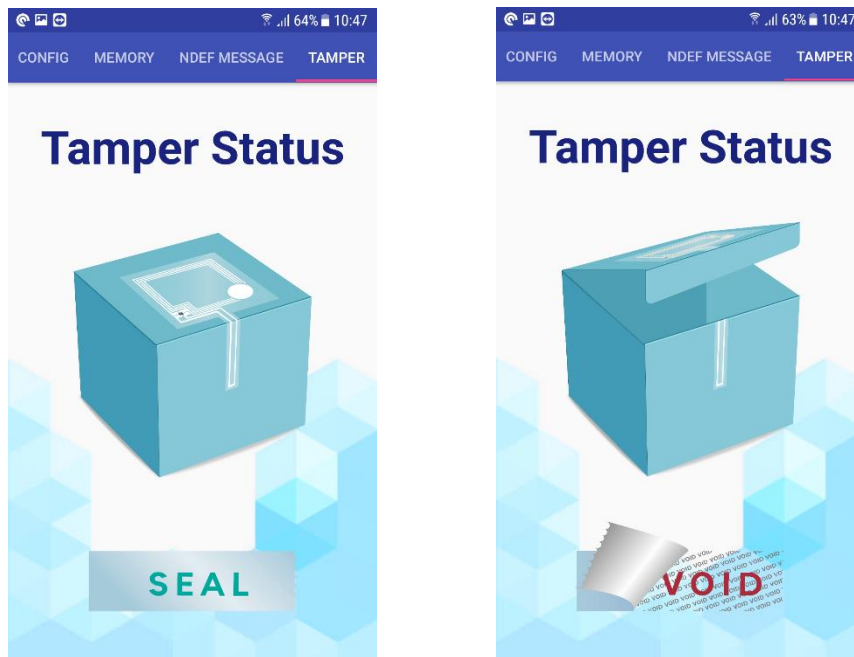 64% 10:47
CONFIG MEMORY NDEF MESSAGE TAMPER
Tamper Status
SEAL
63% 10:47
CONFIG MEMORY NDEF MESSAGE TAMPER
Tamper Status
VOID